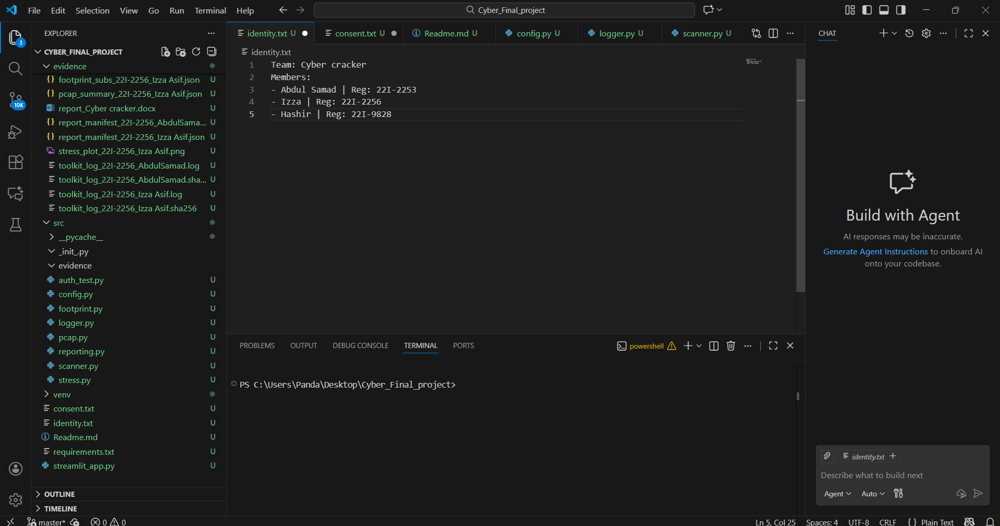 File Edit Selection View Go Run Terminal Help
Cyber_Final_project
EXPLORER
3
10K
CYBER_FINAL_PROJECT
evidence
footprint_subs_22I-2256_Izza Asif.json U
pcap_summary_22I-2256_Izza Asif.json U
report_Cyber cracker.docx U
report_manifest_22I-2256_AbdulSama... U
report_manifest_22I-2256_Izza Asif.json U
stress_plot_22I-2256_Izza Asif.png U
toolkit_log_22I-2256_AbdulSamad.log U
toolkit_log_22I-2256_AbdulSamad.sha... U
toolkit_log_22I-2256_Izza Asif.log U
toolkit_log_22I-2256_Izza Asif.sha256 U
src
__pycache__
_init_.py
evidence
auth_test.py U
config.py U
footprint.py U
logger.py U
pcap.py U
reporting.py U
scanner.py U
stress.py U
venv
consent.txt U
identity.txt U
Readme.md U
requirements.txt U
streamlit_app.py U
OUTLINE
TIMELINE
identity.txt U consent.txt U Readme.md U config.py U logger.py U scanner.py U
identity.txt
1 Team: Cyber cracker
2 Members:
3 - Abdul Samad | Reg: 22I-2253
4 - Izza | Reg: 22I-2256
5 - Hashir | Reg: 22I-9828
PROBLEMS OUTPUT DEBUG CONSOLE TERMINAL PORTS
powershell
PS C:\Users\Panda\Desktop\Cyber_Final_project>
CHAT
Build with Agent
AI responses may be inaccurate.
Generate Agent Instructions to onboard AI
onto your codebase.
identity.txt
Describe what to build next
Agent Auto
master* 0 0
Ln 5, Col 25 Spaces: 4 UTF-8 CRLF {} Plain Text